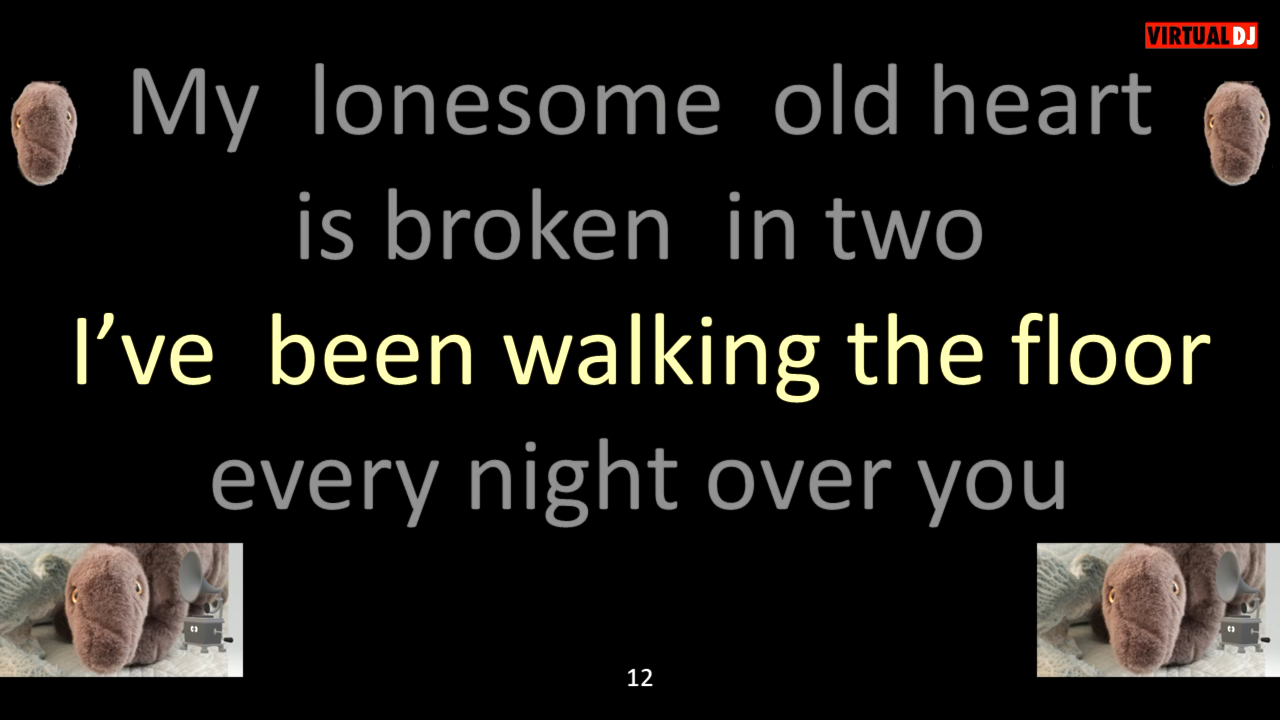 VIRTUAL DJ
My lonesome old heart
is broken in two
I’ve been walking the floor
every night over you
12